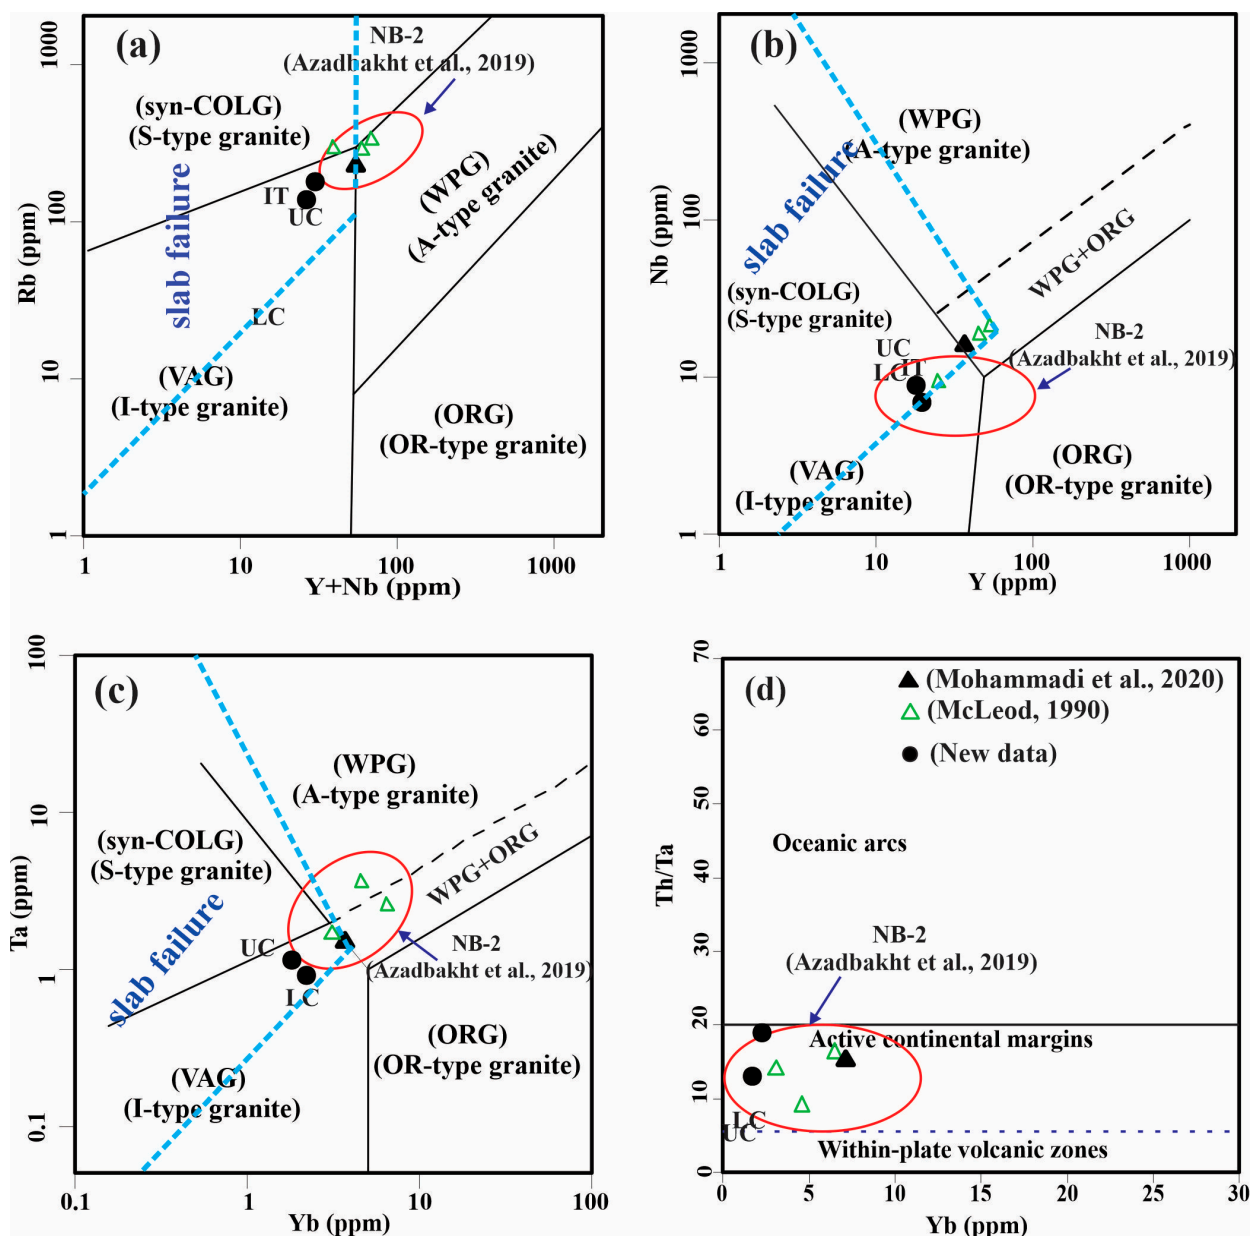 (a)
NB-2
(Azadbakht et al., 2019)
(syn-COLG)
(S-type granite)
(WPG)
(A-type granite)
slab failure
IT
UC
LC
(VAG)
(I-type granite)
(ORG)
(OR-type granite)
1000
100
10
1
Rb (ppm)
1
10
100
1000
Y+Nb (ppm)
(b)
(WPG)
(A-type granite)
slab failure
WPG+ORG
(syn-COLG)
(S-type granite)
NB-2
(Azadbakht et al., 2019)
UC
LC
IT
(VAG)
(I-type granite)
(ORG)
(OR-type granite)
1000
100
10
1
Nb (ppm)
1
10
100
1000
Y (ppm)
(c)
(WPG)
(A-type granite)
(syn-COLG)
(S-type granite)
WPG+ORG
slab failure
UC
LC
NB-2
(Azadbakht et al., 2019)
(ORG)
(OR-type granite)
(VAG)
(I-type granite)
100
10
1
0.1
Ta (ppm)
0.1
1
10
100
Yb (ppm)
(d)
(Mohammadi et al., 2020)
(McLeod, 1990)
(New data)
Oceanic arcs
NB-2
(Azadbakht et al., 2019)
Active continental margins
LC
UC
Within-plate volcanic zones
70
60
50
40
30
20
10
0
Th/Ta
0
5
10
15
20
25
30
Yb (ppm)